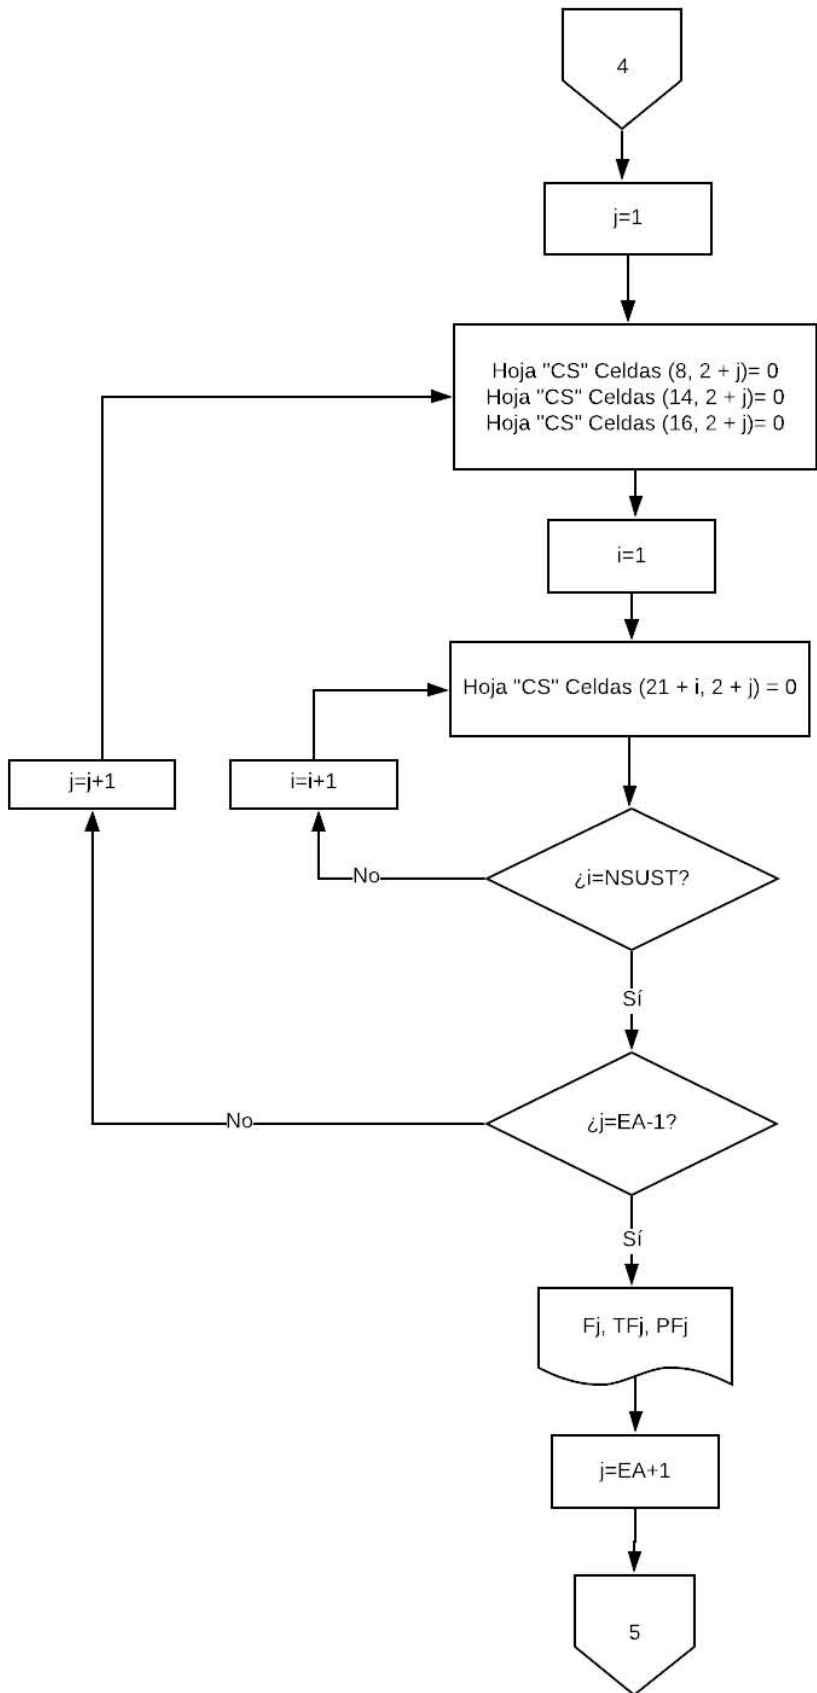 4
j=1
Hoja "CS" Celdas (8, 2 + j)= 0
Hoja "CS" Celdas (14, 2 + j)= 0
Hoja "CS" Celdas (16, 2 + j)= 0
i=1
Hoja "CS" Celdas (21 + i, 2 + j) = 0
j=j+1
i=i+1
¿i=NSUST?
No
Sí
¿j=EA-1?
No
Sí
Fj, TFj, PFj
j=EA+1
5